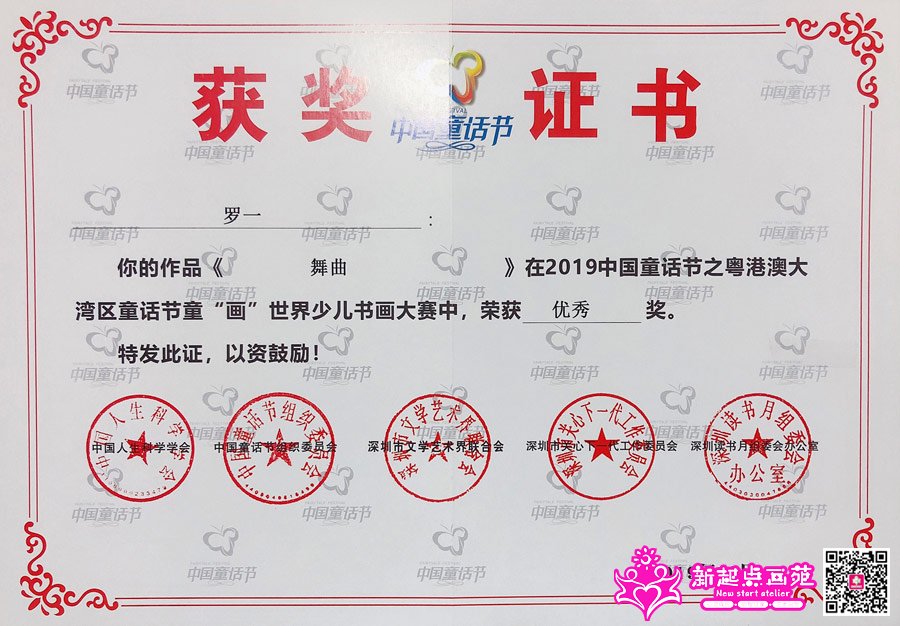 获奖 证书
中国童话节
罗一：
你的作品《 舞曲 》在2019中国童话节之粤港澳大
湾区童话节童“画”世界少儿书画大赛中，荣获 优秀 奖。
特发此证，以资鼓励！
中国人生科学学会 中国童话节组织委员会 深圳市文学艺术界联合会 深圳市关心下一代工作委员会 深圳读书月组委会办公室
新起点画苑
New start atelier